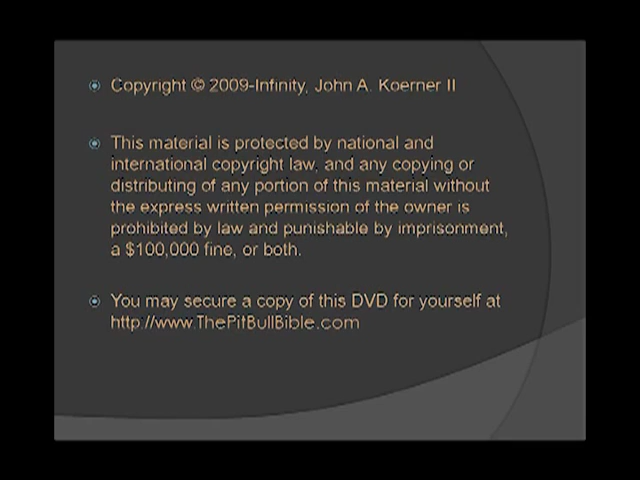 Copyright © 2009-Infinity, John A. Koerner II
This material is protected by national and
international copyright law, and any copying or
distributing of any portion of this material without
the express written permission of the owner is
prohibited by law and punishable by imprisonment,
a $100,000 fine, or both.
You may secure a copy of this DVD for yourself at
http://www.ThePitBullBible.com